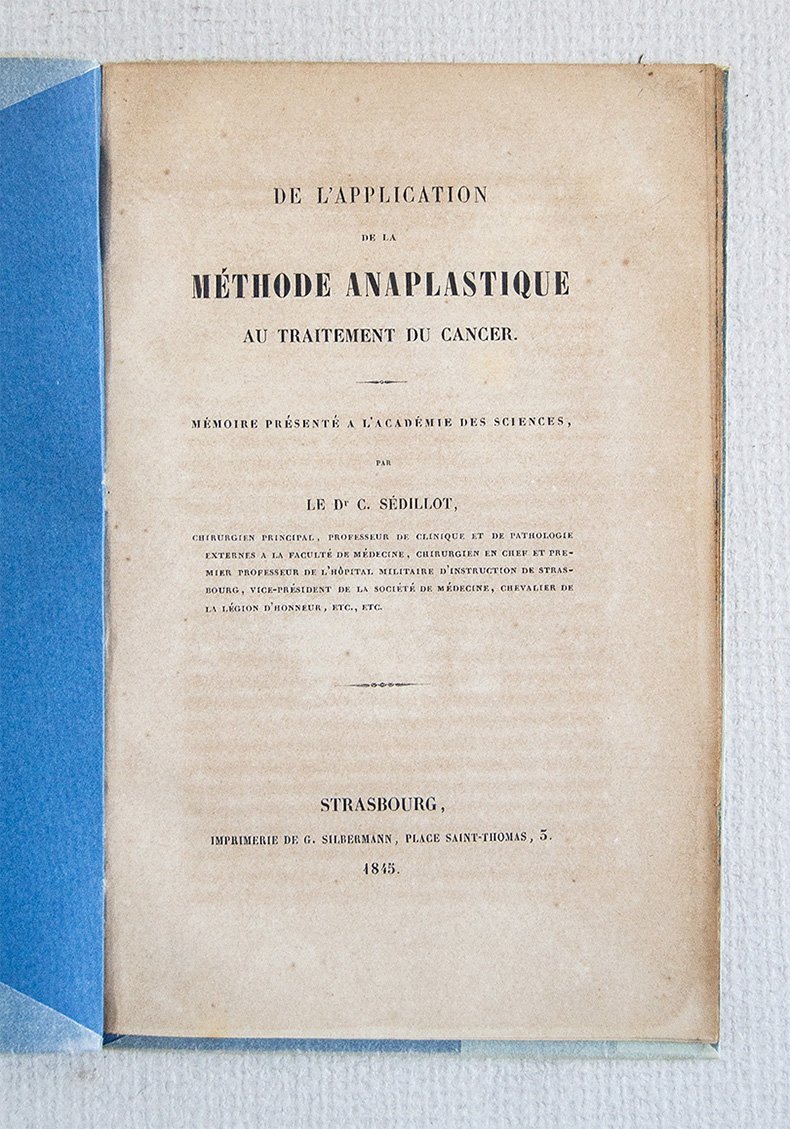 DE L'APPLICATION
DE LA
MÉTHODE ANAPLASTIQUE
AU TRAITEMENT DU CANCER.
MÉMOIRE PRÉSENTÉ A L'ACADÉMIE DES SCIENCES,
PAR
LE Dr C. SÉDILLOT,
CHIRURGIEN PRINCIPAL, PROFESSEUR DE CLINIQUE ET DE PATHOLOGIE
EXTERNES A LA FACULTÉ DE MÉDECINE, CHIRURGIEN EN CHEF ET PRE-
MIER PROFESSEUR DE L'HÔPITAL MILITAIRE D'INSTRUCTION DE STRAS-
BOURG, VICE-PRÉSIDENT DE LA SOCIÉTÉ DE MÉDECINE, CHEVALIER DE
LA LÉGION D'HONNEUR, ETC., ETC.
STRASBOURG,
IMPRIMERIE DE G. SILBERMANN, PLACE SAINT-THOMAS, 3.
1845.